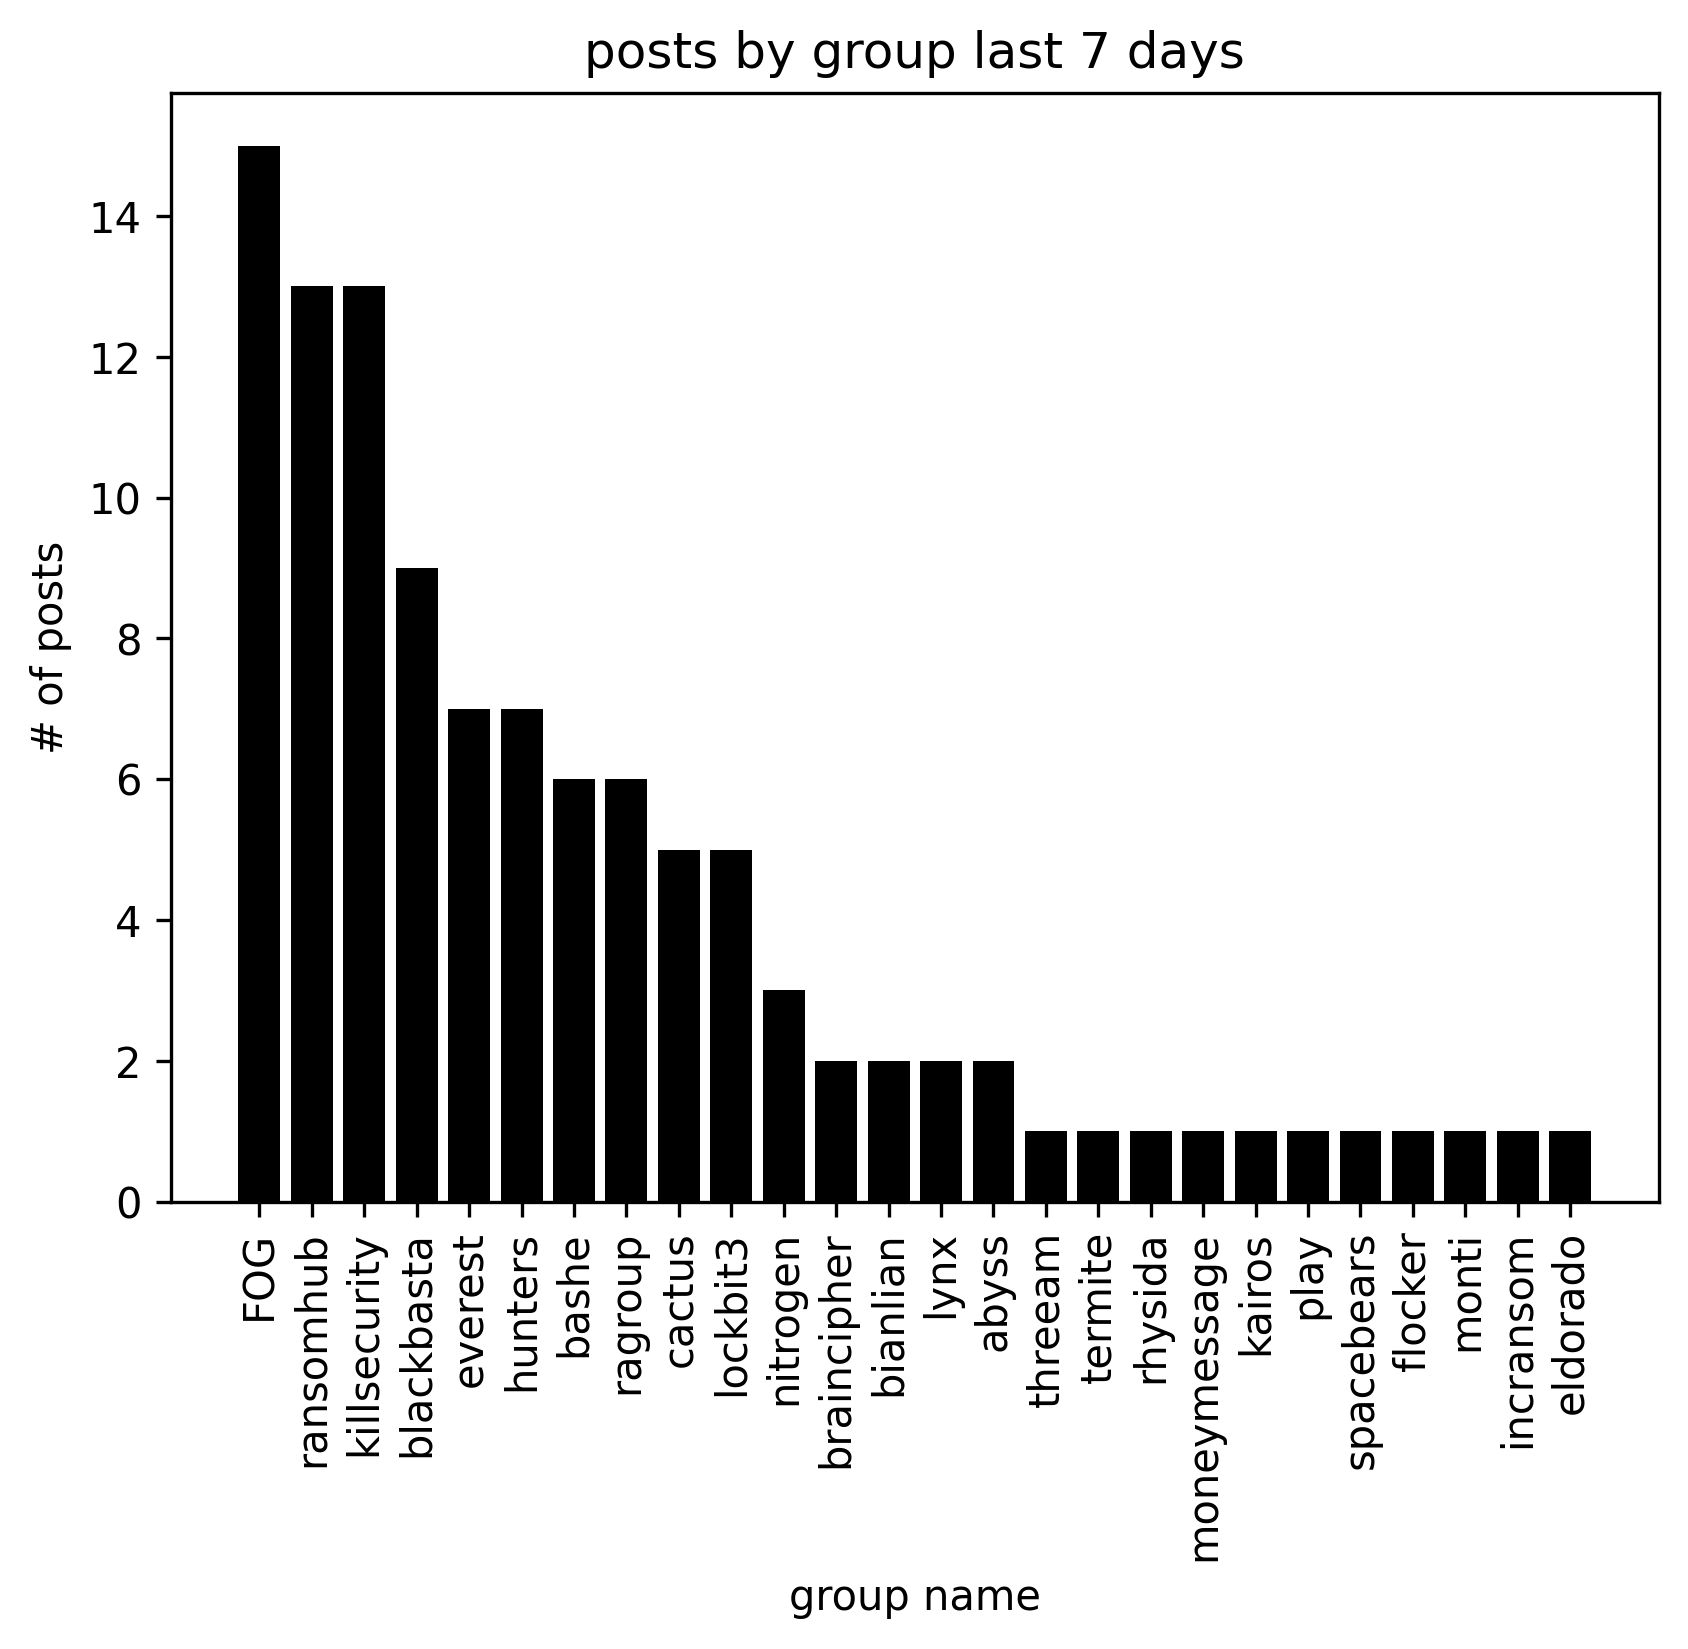 posts by group last 7 days
# of posts
14
12
10
8
6
4
2
0
FOG
ransomhub
killsecurity
blackbasta
everest
hunters
bashe
ragroup
cactus
lockbit3
nitrogen
braincipher
bianlian
lynx
abyss
threeam
termite
rhysida
moneymessage
kairos
play
spacebears
flocker
monti
incransom
eldorado
group name